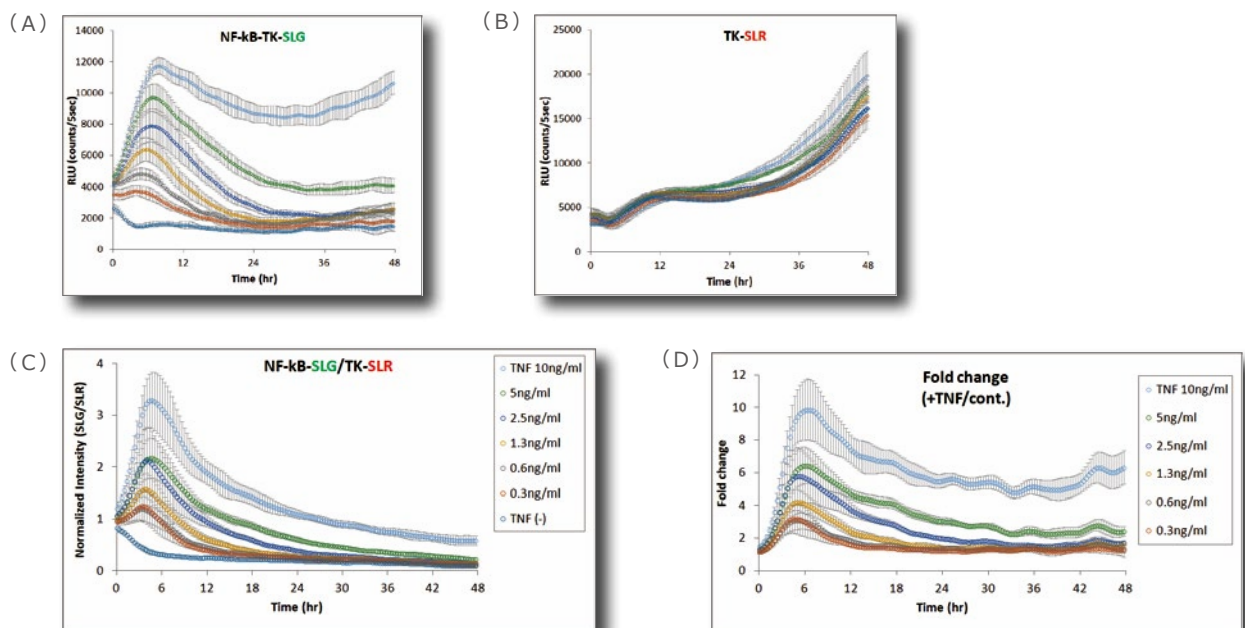 (A)
NF-kB-TK-SLG
RLU (counts/5sec)
14000
12000
10000
8000
6000
4000
2000
0
0 12 24 36 48
Time (hr)
(B)
TK-SLR
RLU (counts/5sec)
25000
20000
15000
10000
5000
0
0 12 24 36 48
Time (hr)
(C)
NF-kB-SLG/TK-SLR
Normalized Intensity (SLG/SLR)
4
3
2
1
0
0 6 12 18 24 30 36 42 48
Time (hr)
TNF 10ng/ml
5ng/ml
2.5ng/ml
1.3ng/ml
0.6ng/ml
0.3ng/ml
TNF (-)
(D)
Fold change
(+TNF/cont.)
Fold change
12
10
8
6
4
2
0
0 6 12 18 24 30 36 42 48
Time (hr)
TNF 10ng/ml
5ng/ml
2.5ng/ml
1.3ng/ml
0.6ng/ml
0.3ng/ml